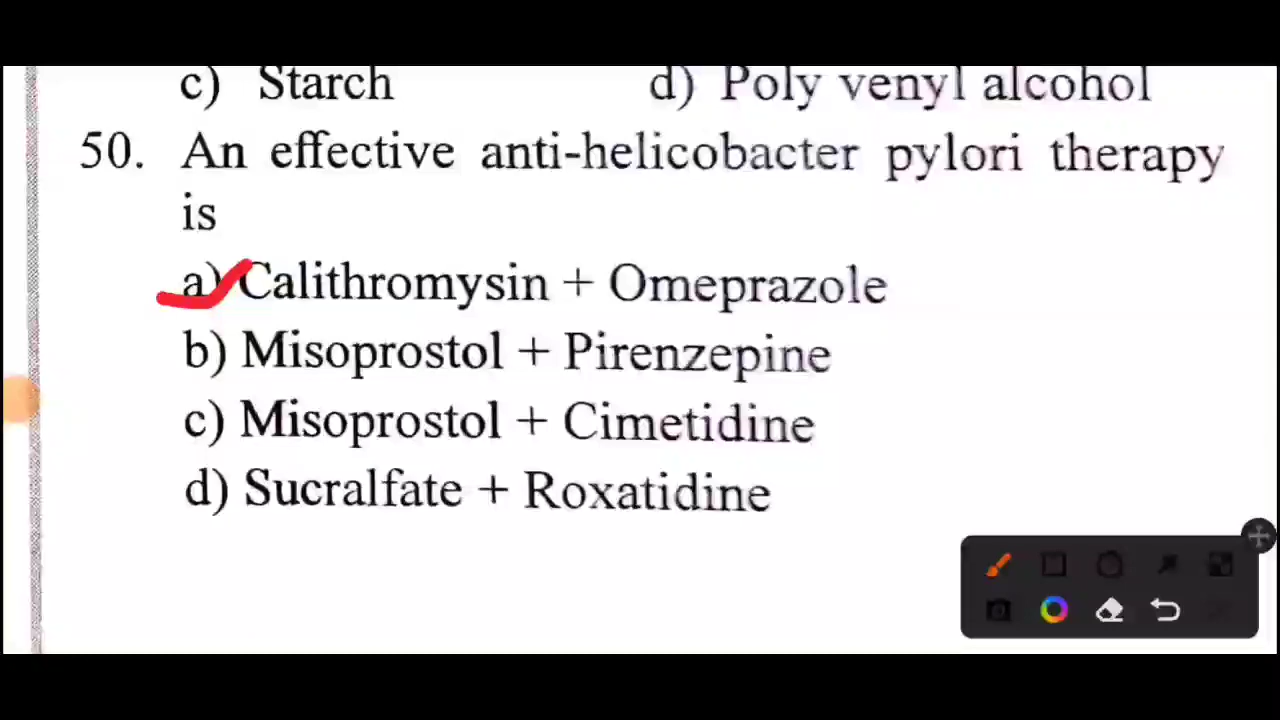 c) Starch d) Poly venyl alcohol
50. An effective anti-helicobacter pylori therapy
is
a) Calithromysin + Omeprazole
b) Misoprostol + Pirenzepine
c) Misoprostol + Cimetidine
d) Sucralfate + Roxatidine